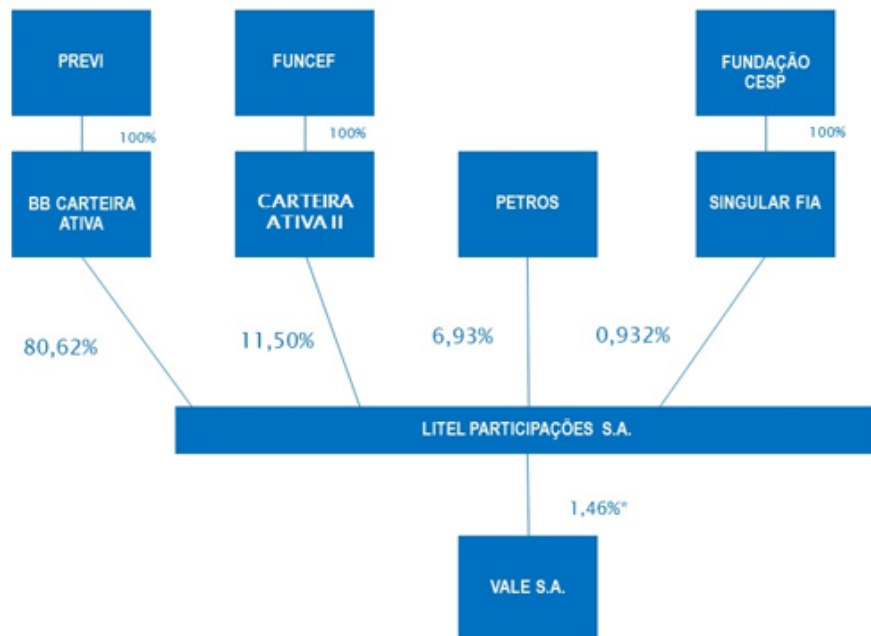 PREVI
FUNCEF
FUNDAÇÃO
CESP
100%
100%
100%
BB CARTEIRA
ATIVA
CARTEIRA
ATIVA II
PETROS
SINGULAR FIA
80,62%
11,50%
6,93%
0,932%
LITEL PARTICIPAÇÕES S.A.
1,46%*
VALE S.A.